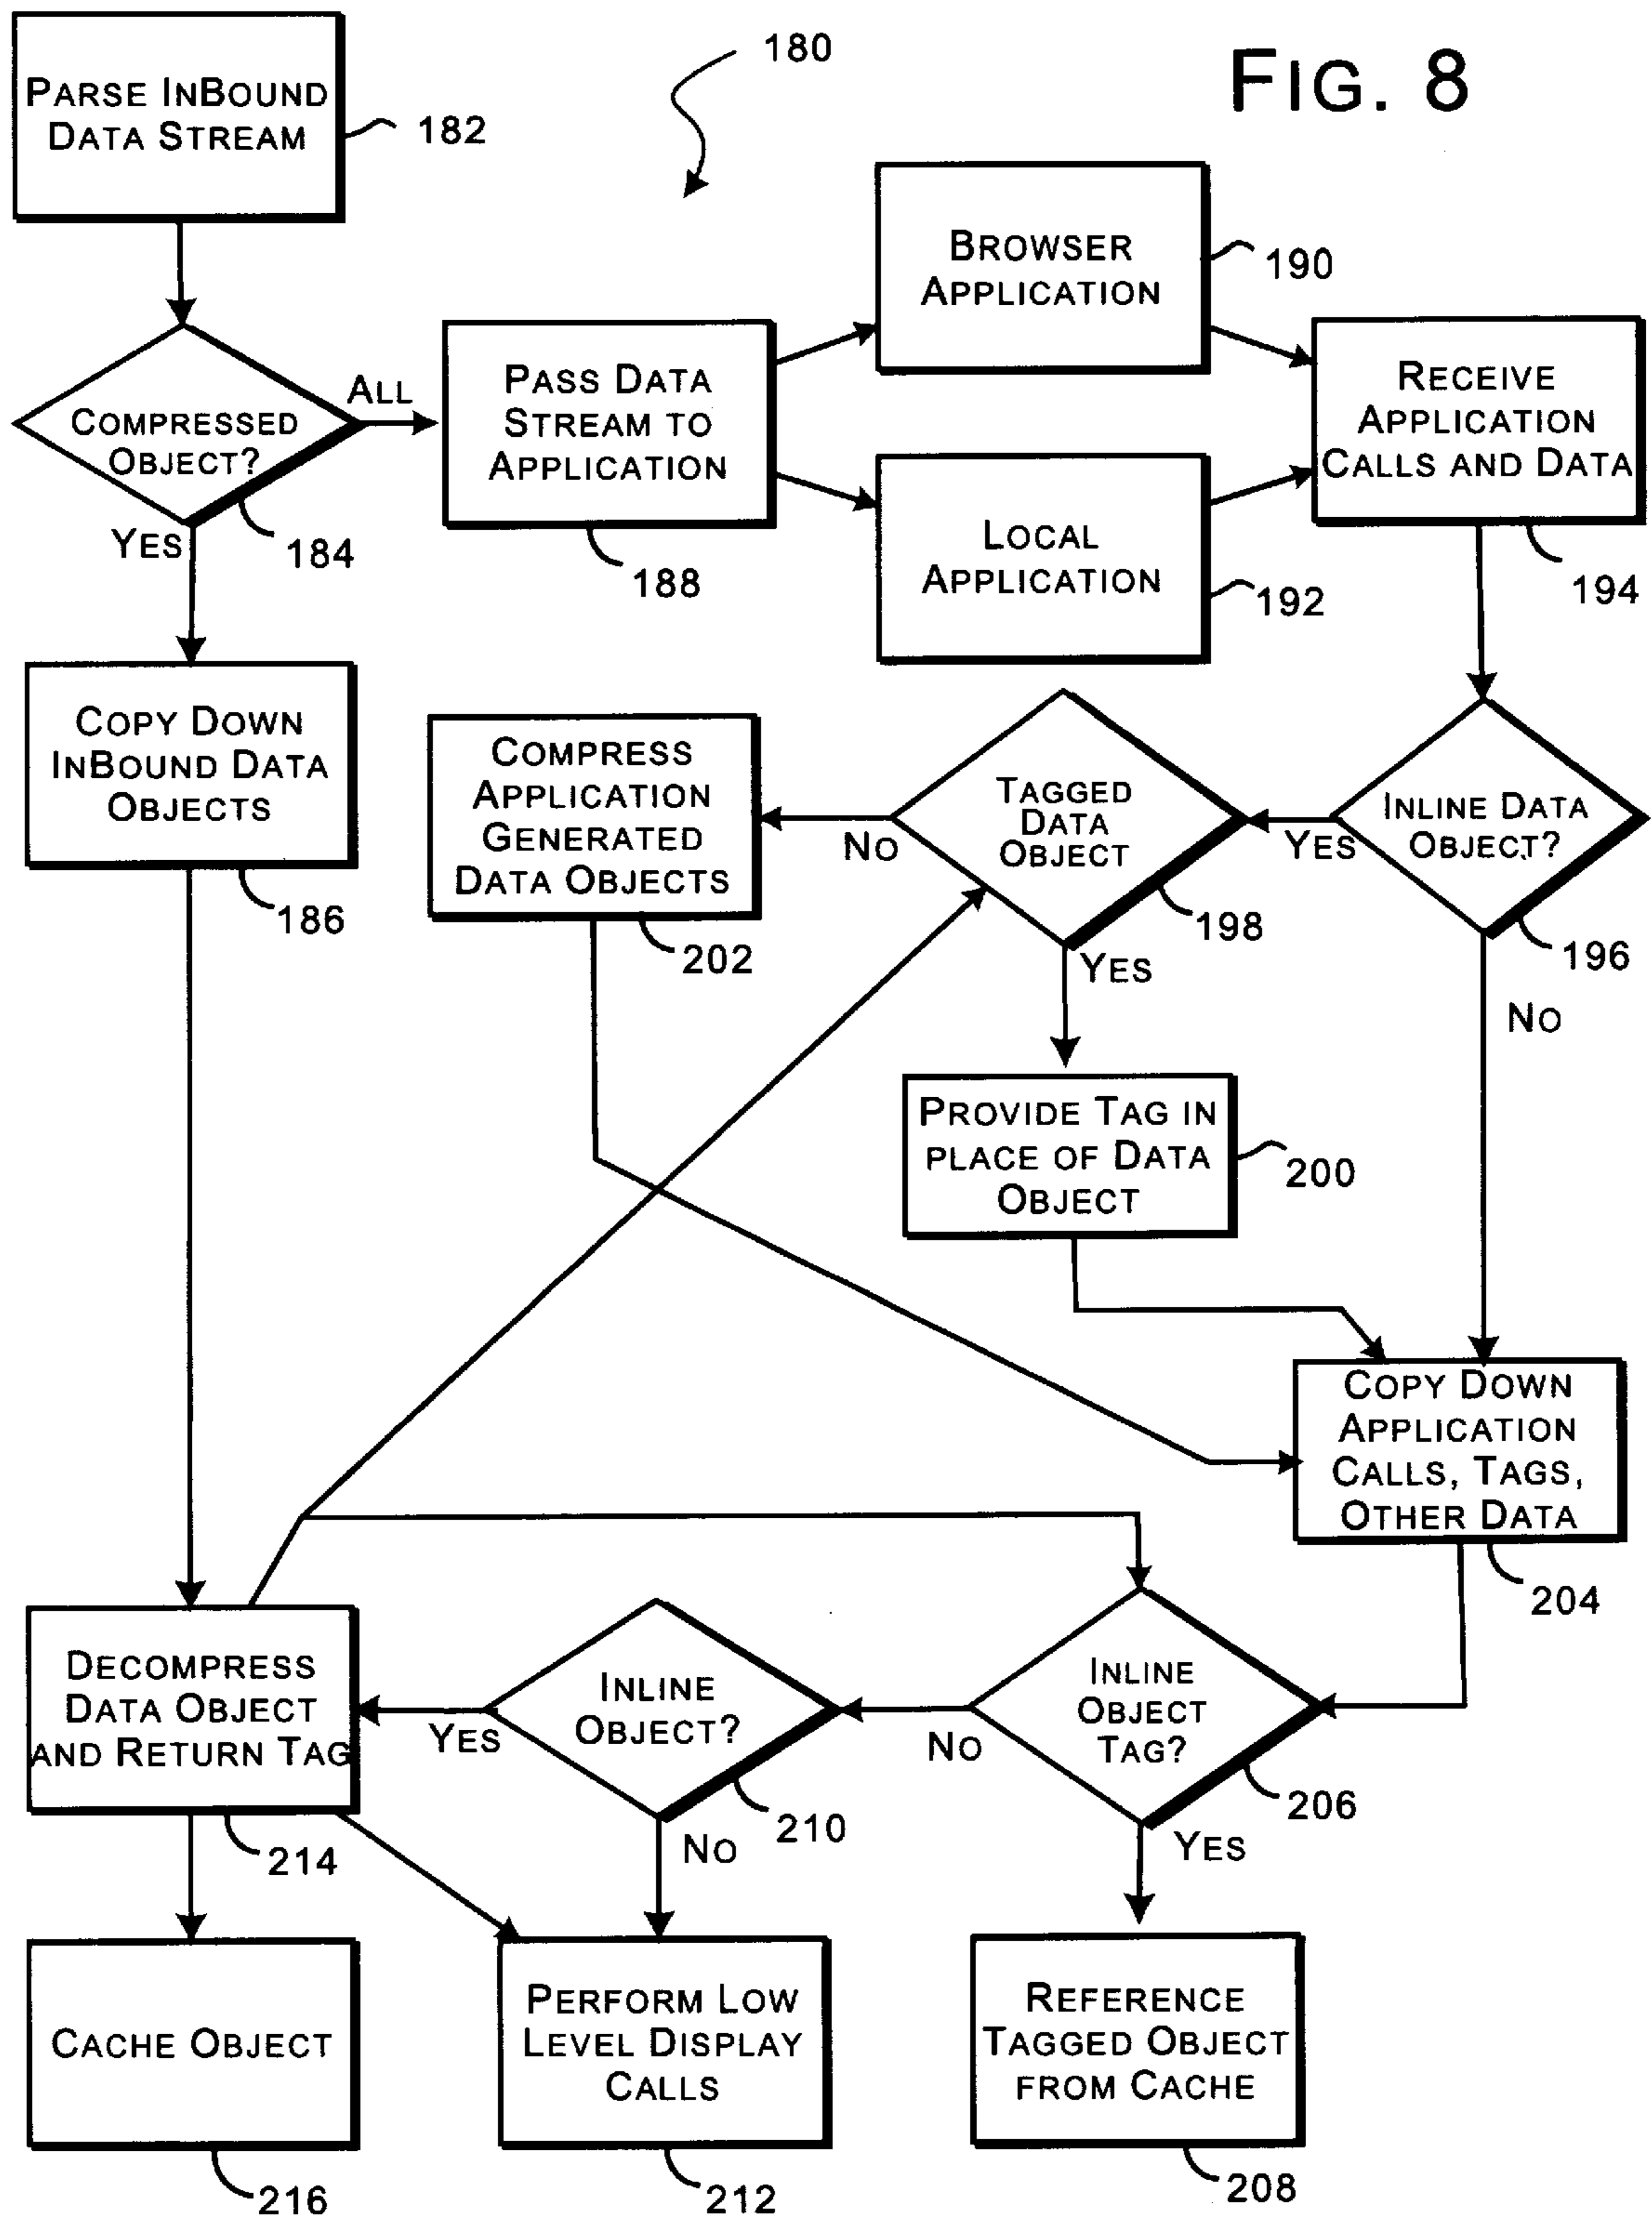 180
FIG. 8
PARSE INBOUND
DATA STREAM
182
BROWSER
APPLICATION
190
COMPRESSED
OBJECT?
ALL
YES
184
PASS DATA
STREAM TO
APPLICATION
188
LOCAL
APPLICATION
192
RECEIVE
APPLICATION
CALLS AND DATA
194
COPY DOWN
INBOUND DATA
OBJECTS
186
COMPRESS
APPLICATION
GENERATED
DATA OBJECTS
202
NO
TAGGED
DATA
OBJECT
198
YES
YES
INLINE DATA
OBJECT?
196
NO
PROVIDE TAG IN
PLACE OF DATA
OBJECT
200
COPY DOWN
APPLICATION
CALLS, TAGS,
OTHER DATA
204
DECOMPRESS
DATA OBJECT
AND RETURN TAG
214
YES
INLINE
OBJECT?
210
NO
NO
INLINE
OBJECT
TAG?
206
YES
CACHE OBJECT
216
PERFORM LOW
LEVEL DISPLAY
CALLS
212
REFERENCE
TAGGED OBJECT
FROM CACHE
208